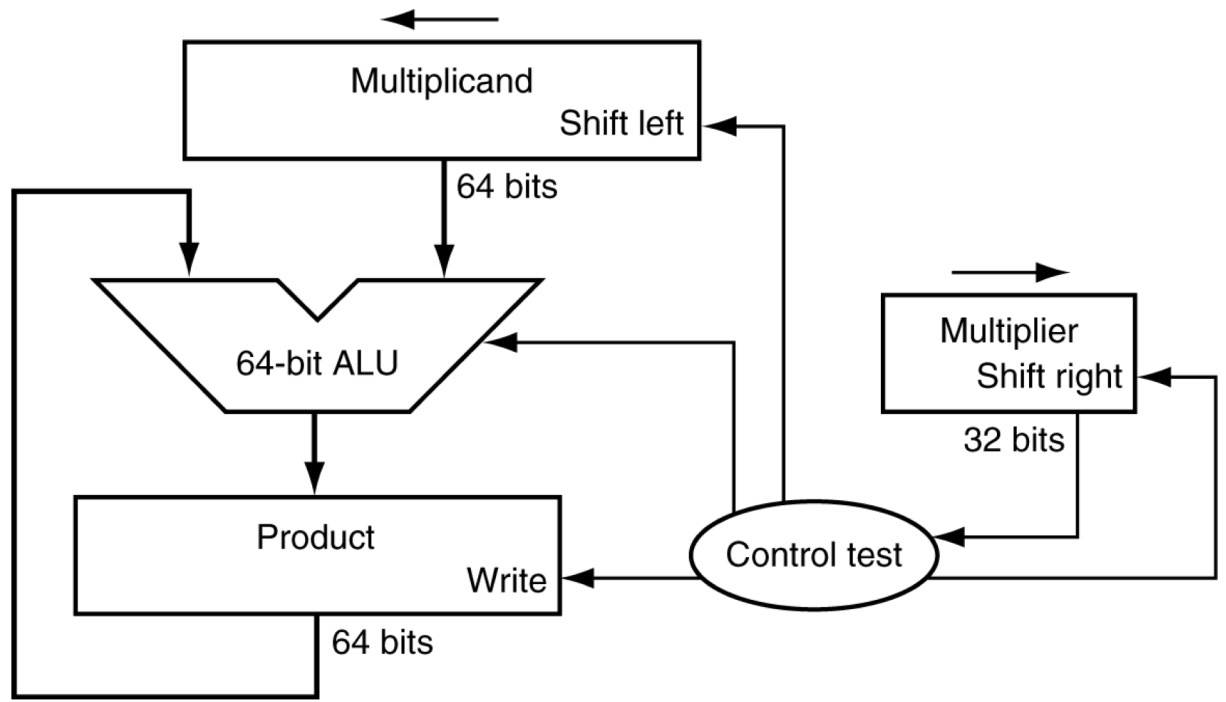 Multiplicand
Shift left
64 bits
64-bit ALU
Multiplier
Shift right
32 bits
Product
Write
64 bits
Control test